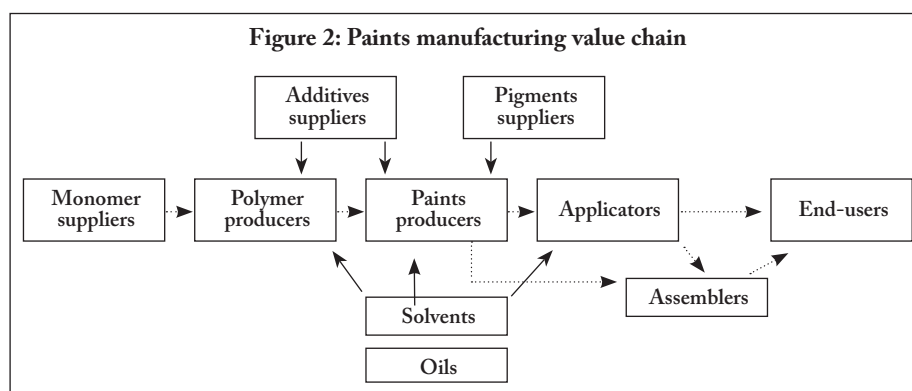 Figure 2: Paints manufacturing value chain
Additives
suppliers
Pigments
suppliers
Monomer
suppliers
Polymer
producers
Paints
producers
Applicators
End-users
Assemblers
Solvents
Oils